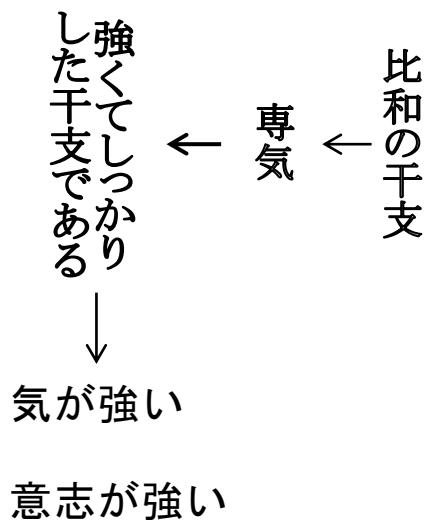 比和の干支
専気
強くてしっかり
した干支である
気が強い
意志が強い